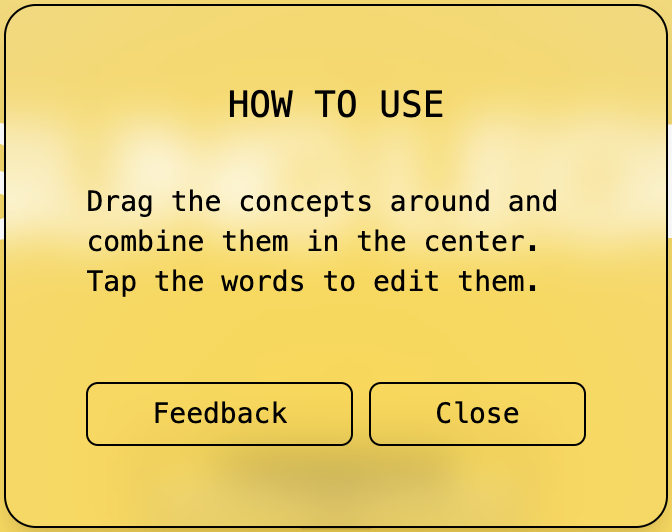 HOW TO USE
Drag the concepts around and
combine them in the center.
Tap the words to edit them.
Feedback
Close